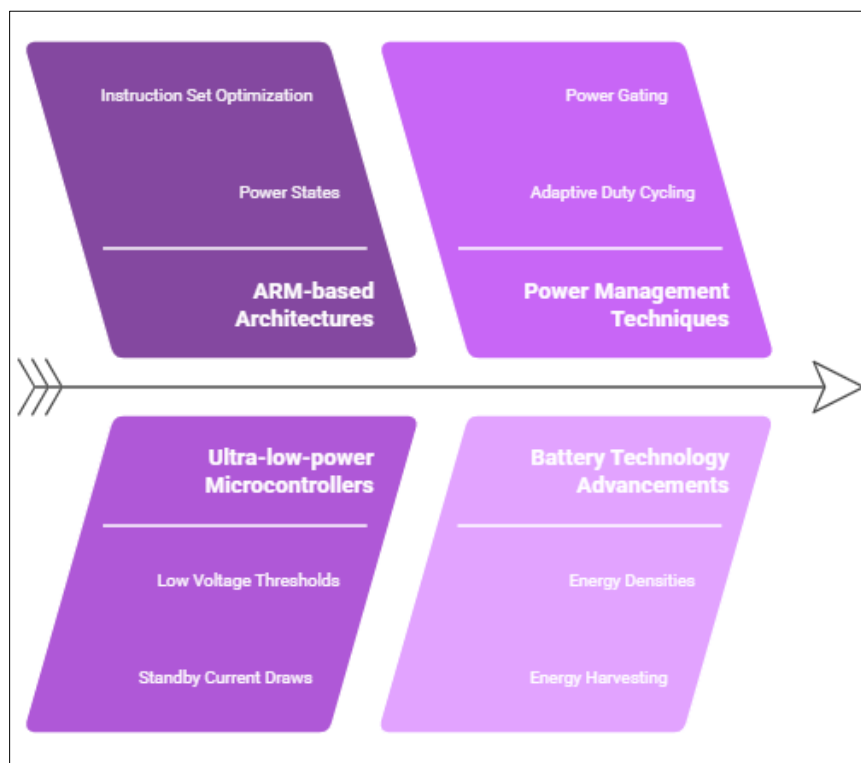 Instruction Set Optimization
Power States
ARM-based
Architectures
Power Gating
Adaptive Duty Cycling
Power Management
Techniques
Ultra-low-power
Microcontrollers
Low Voltage Thresholds
Standby Current Draws
Battery Technology
Advancements
Energy Densities
Energy Harvesting